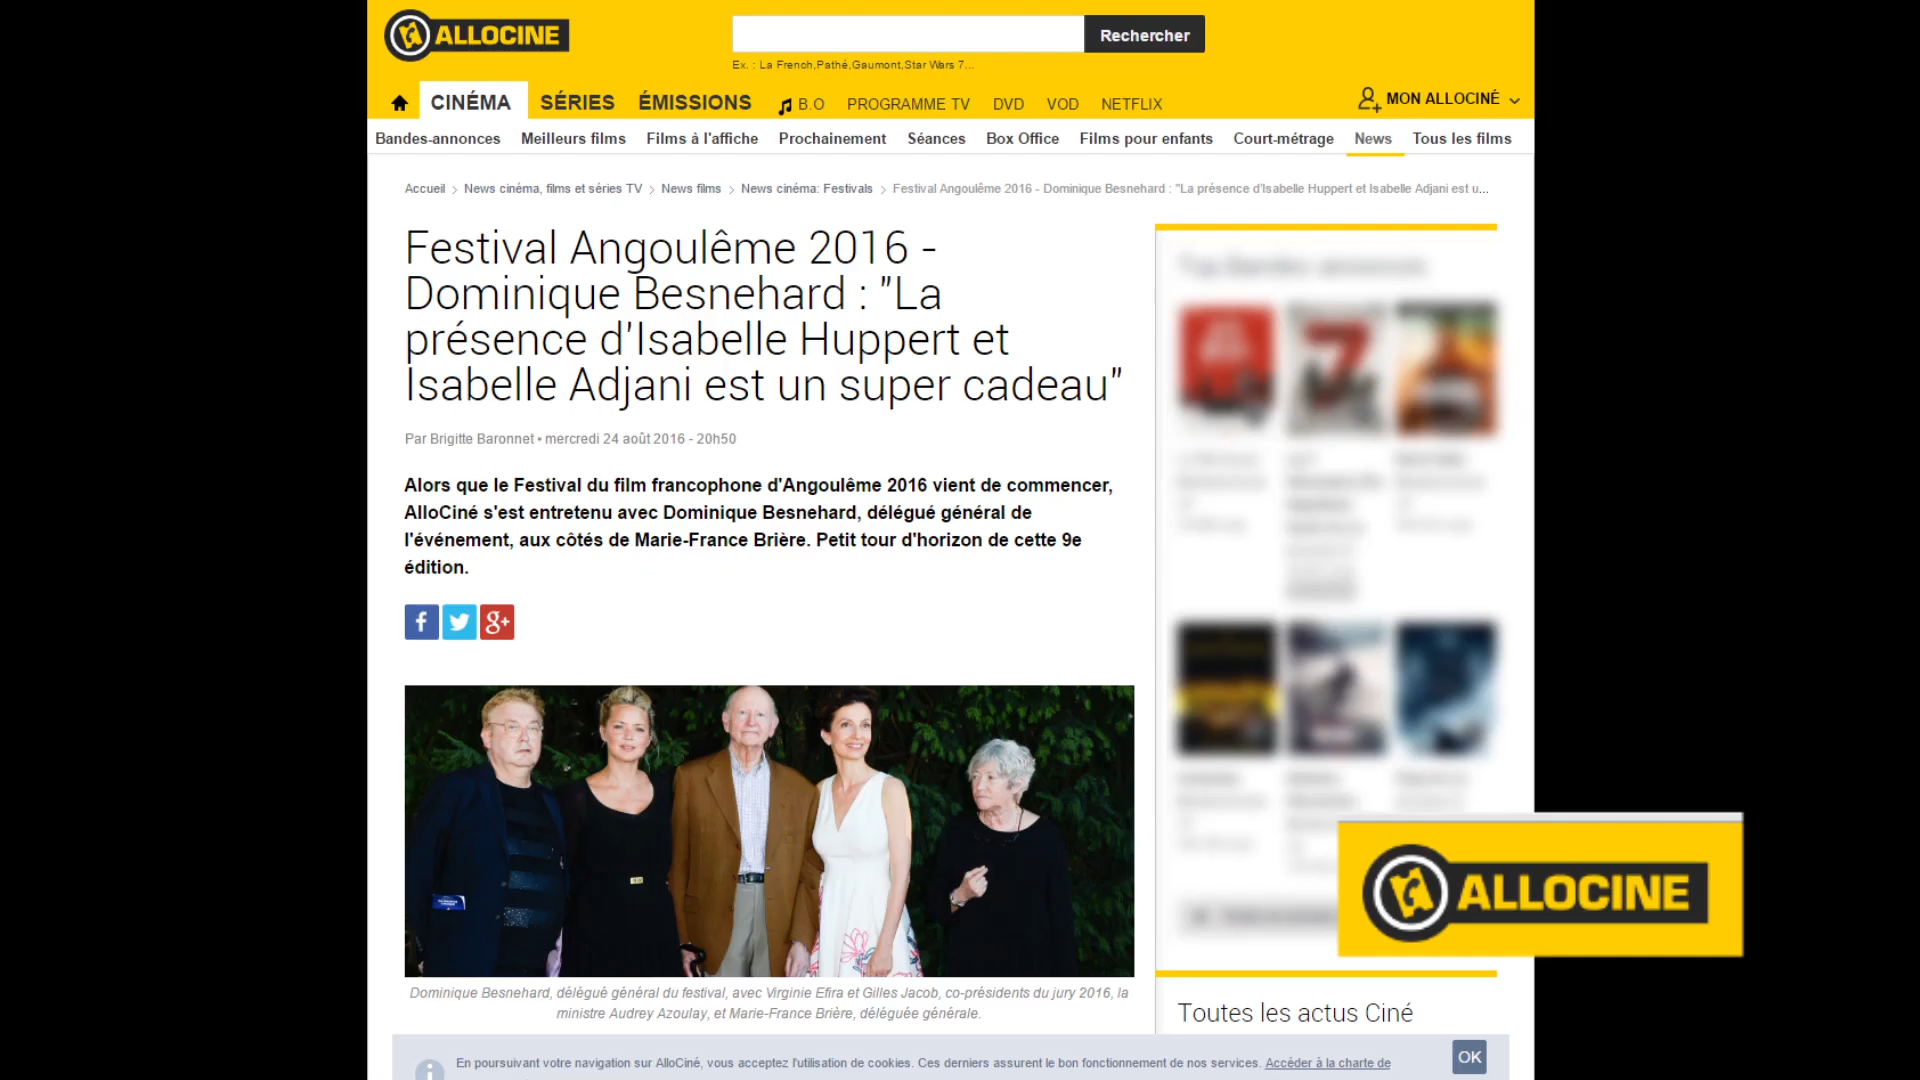 ALLOCINE
Rechercher
Ex. : La French,Pathé,Gaumont,Star Wars 7...
CINÉMA SÉRIES ÉMISSIONS B.O PROGRAMME TV DVD VOD NETFLIX MON ALLOCINÉ
Bandes-annonces Meilleurs films Films à l'affiche Prochainement Séances Box Office Films pour enfants Court-métrage News Tous les films
Accueil > News cinéma, films et séries TV > News films > News cinéma: Festivals > Festival Angoulême 2016 - Dominique Besnehard : "La présence d'Isabelle Huppert et Isabelle Adjani est u...
Festival Angoulême 2016 -
Dominique Besnehard : "La
présence d'Isabelle Huppert et
Isabelle Adjani est un super cadeau"
Par Brigitte Baronnet • mercredi 24 août 2016 - 20h50
Alors que le Festival du film francophone d'Angoulême 2016 vient de commencer,
AlloCiné s'est entretenu avec Dominique Besnehard, délégué général de
l'événement, aux côtés de Marie-France Brière. Petit tour d'horizon de cette 9e
édition.
f g+
Dominique Besnehard, délégué général du festival, avec Virginie Efira et Gilles Jacob, co-présidents du jury 2016, la
ministre Audrey Azoulay, et Marie-France Brière, déléguée générale.
ALLOCINE
Toutes les actus Ciné
En poursuivant votre navigation sur AlloCiné, vous acceptez l'utilisation de cookies. Ces derniers assurent le bon fonctionnement de nos services. Accéder à la charte de
OK